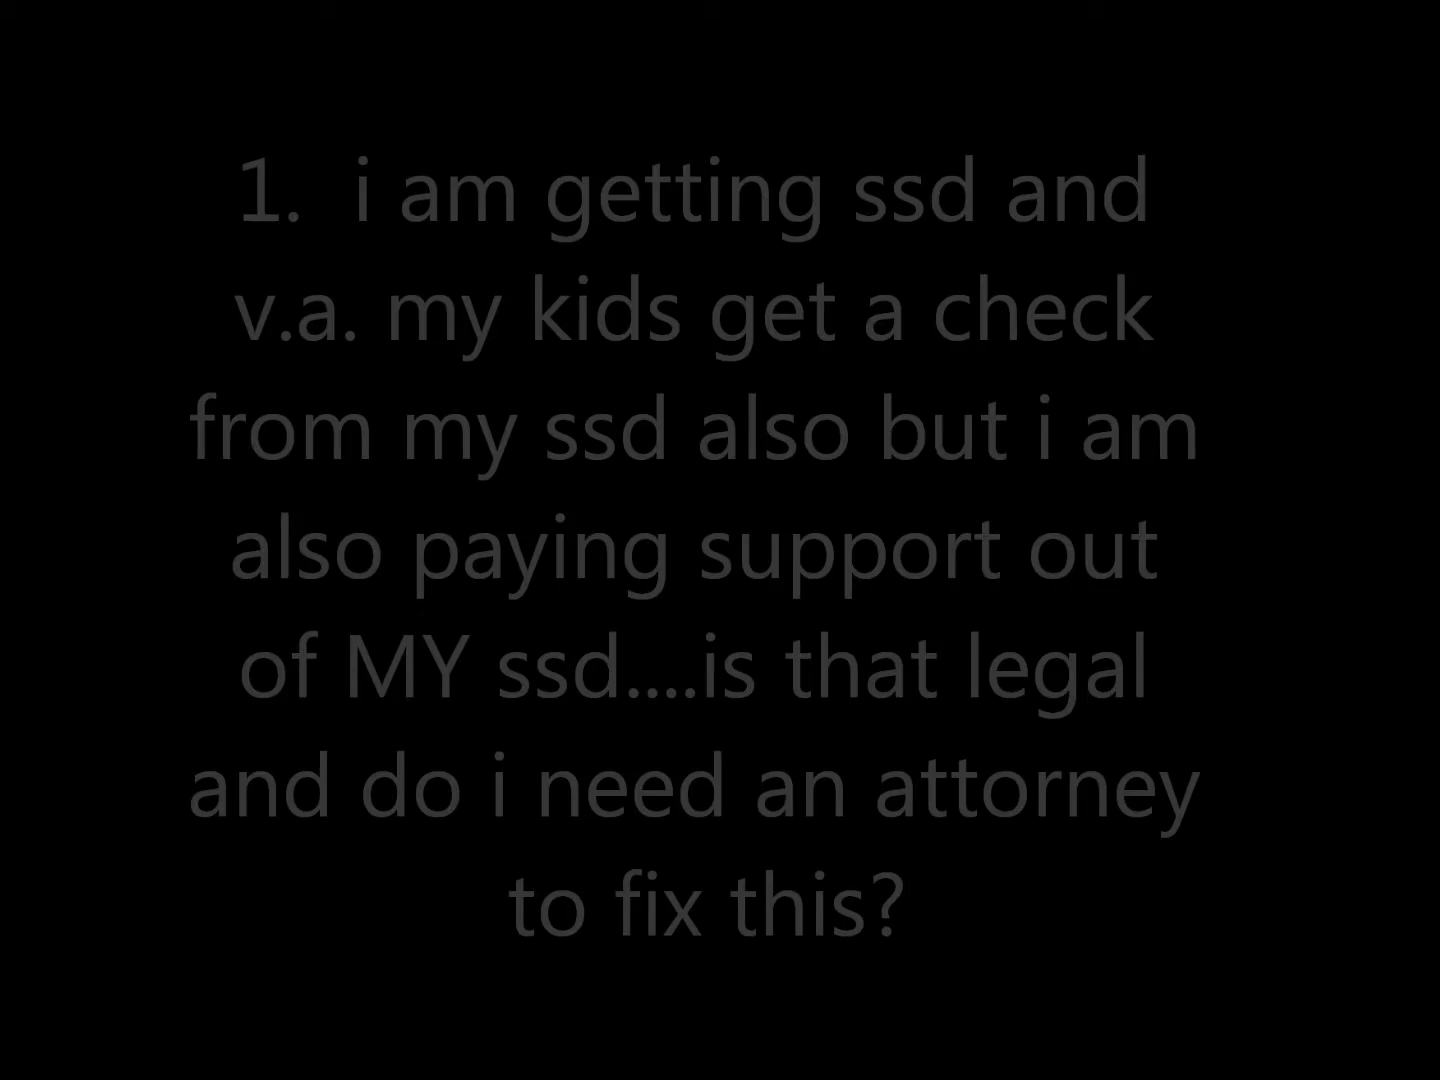 1.  i am getting ssd and
v.a. my kids get a check
from my ssd also but i am
also paying support out
of MY ssd....is that legal
and do i need an attorney
to fix this?